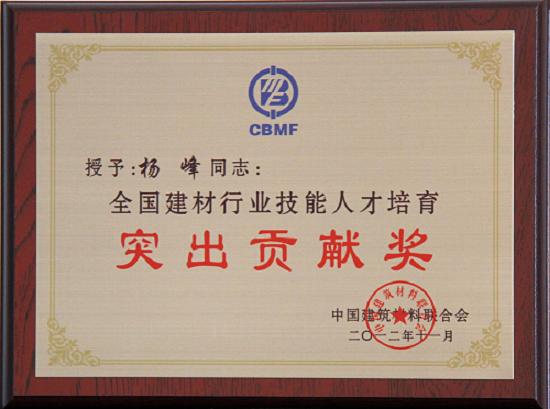 CBMF
授予:杨峰同志:
全国建材行业技能人才培育
突出贡献奖
中国建筑材料联合会
二〇一二年十一月